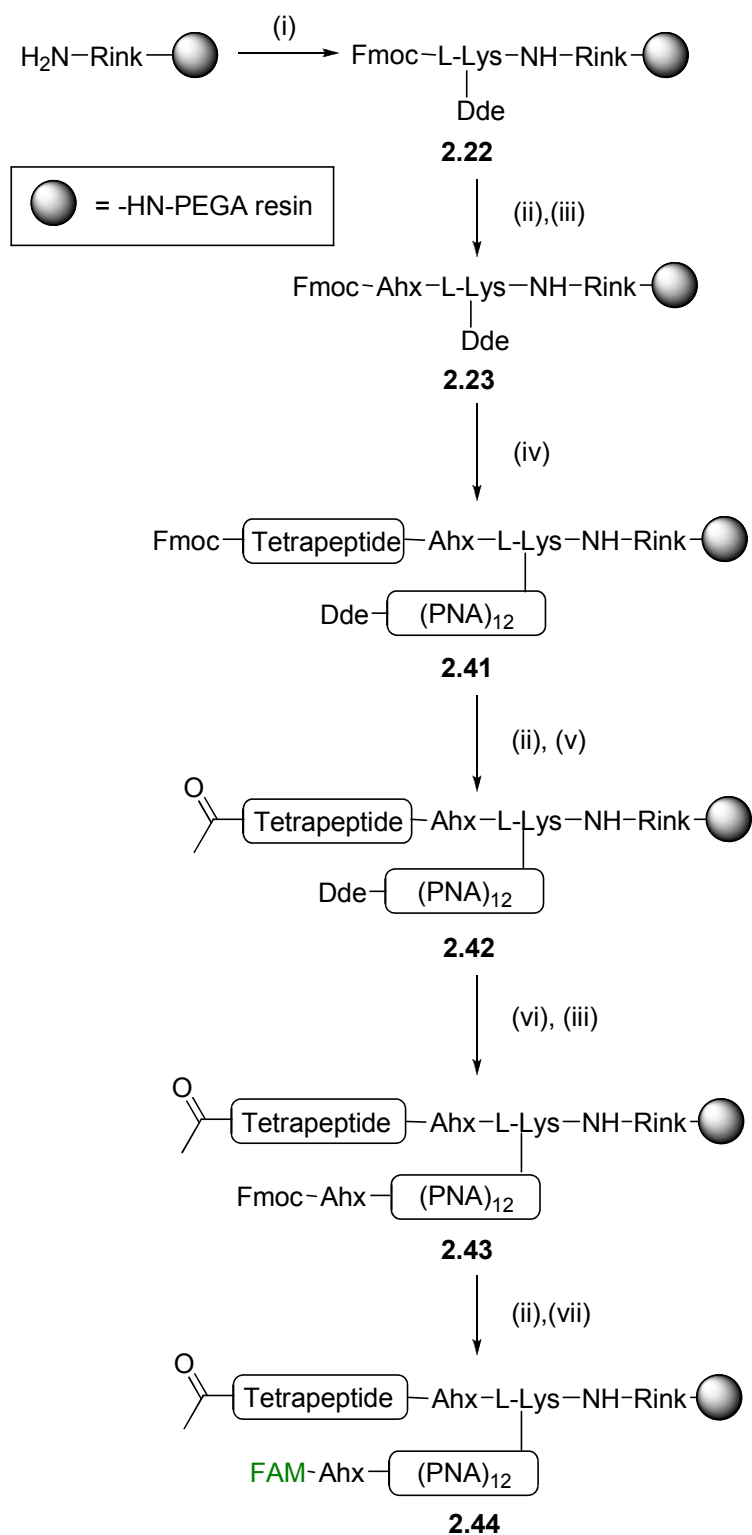 H2N–Rink–
(i)
Fmoc–L-Lys–NH–Rink–
Dde
2.22
= -HN-PEGA resin
(ii),(iii)
Fmoc–Ahx–L-Lys–NH–Rink–
Dde
2.23
(iv)
Fmoc–Tetrapeptide–Ahx–L-Lys–NH–Rink–
Dde–(PNA)12
2.41
(ii), (v)
O
Tetrapeptide–Ahx–L-Lys–NH–Rink–
Dde–(PNA)12
2.42
(vi), (iii)
O
Tetrapeptide–Ahx–L-Lys–NH–Rink–
Fmoc–Ahx–(PNA)12
2.43
(ii),(vii)
O
Tetrapeptide–Ahx–L-Lys–NH–Rink–
FAM–Ahx–(PNA)12
2.44